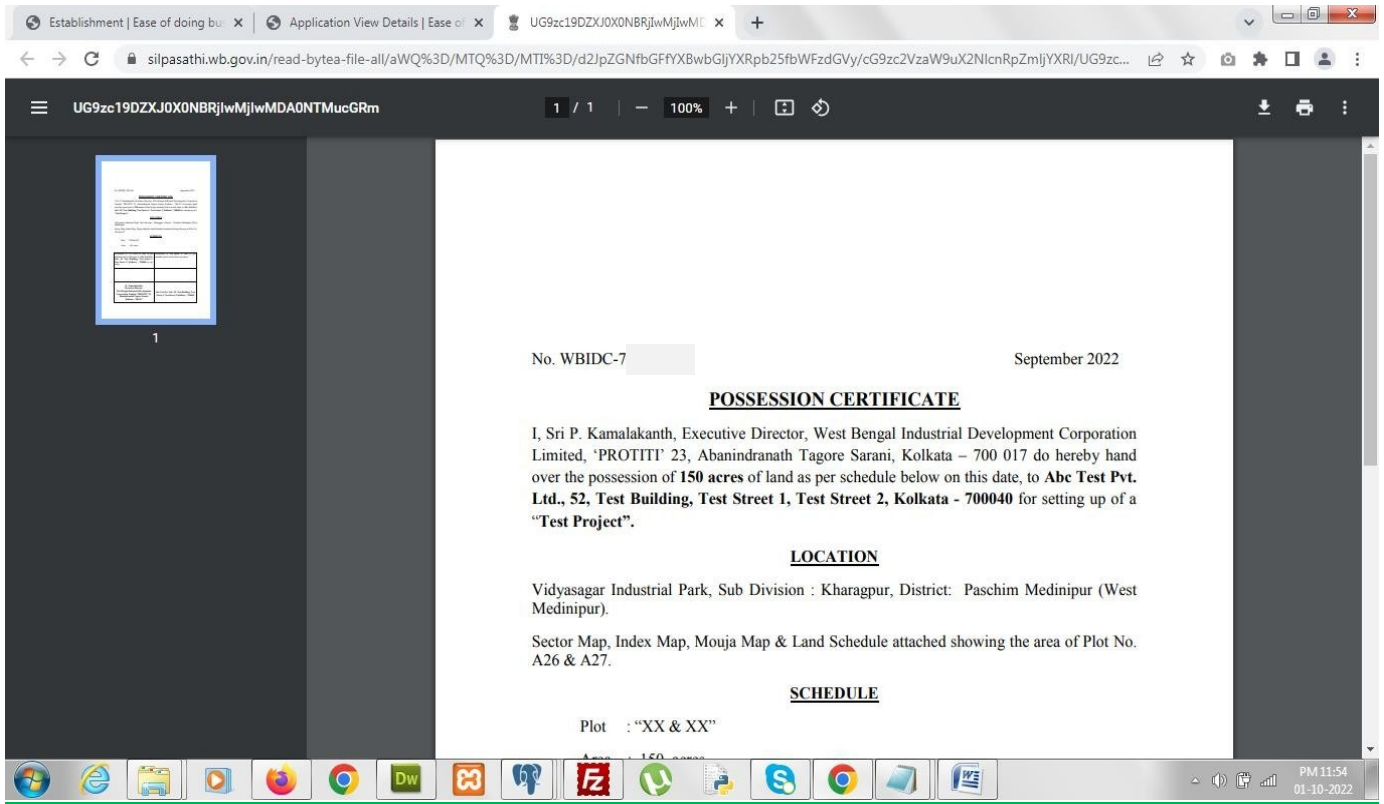 Establishment | Ease of doing bu
Application View Details | Ease of
UG9zc19DZXJ0X0NBRjIwMjIwMD
silpasathi.wb.gov.in/read-bytea-file-all/aWQ%3D/MTQ%3D/MTI%3D/d2JpZGNfbGFfYXBwbGljYXRpb25fbWFzdGVy/cG9zc2Vzc2lvbl9jZXJ0aWZpY2F0ZQ/UG9zc...
UG9zc19DZXJ0X0NBRjIwMjIwMDA0NTMucGRm
1 / 1
100%
1
No. WBIDC-7
September 2022
POSSESSION CERTIFICATE
I, Sri P. Kamalakanth, Executive Director, West Bengal Industrial Development Corporation
Limited, ‘PROTITI’ 23, Abanindranath Tagore Sarani, Kolkata – 700 017 do hereby hand
over the possession of 150 acres of land as per schedule below on this date, to Abc Test Pvt.
Ltd., 52, Test Building, Test Street 1, Test Street 2, Kolkata - 700040 for setting up of a
“Test Project”.
LOCATION
Vidyasagar Industrial Park, Sub Division : Kharagpur, District: Paschim Medinipur (West
Medinipur).
Sector Map, Index Map, Mouja Map & Land Schedule attached showing the area of Plot No.
A26 & A27.
SCHEDULE
Plot : “XX & XX”
Area : 150 acres
Dw
PM 11:54
01-10-2022